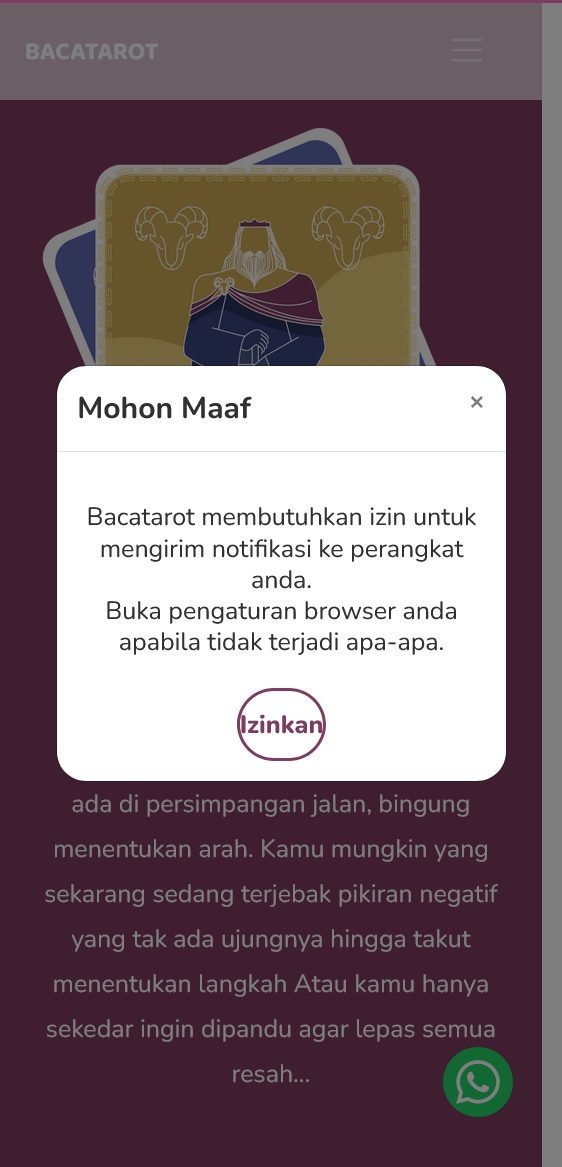 BACATAROT
Mohon Maaf
×
Bacatarot membutuhkan izin untuk
mengirim notifikasi ke perangkat
anda.
Buka pengaturan browser anda
apabila tidak terjadi apa-apa.
Izinkan
ada di persimpangan jalan, bingung
menentukan arah. Kamu mungkin yang
sekarang sedang terjebak pikiran negatif
yang tak ada ujungnya hingga takut
menentukan langkah Atau kamu hanya
sekedar ingin dipandu agar lepas semua
resah...